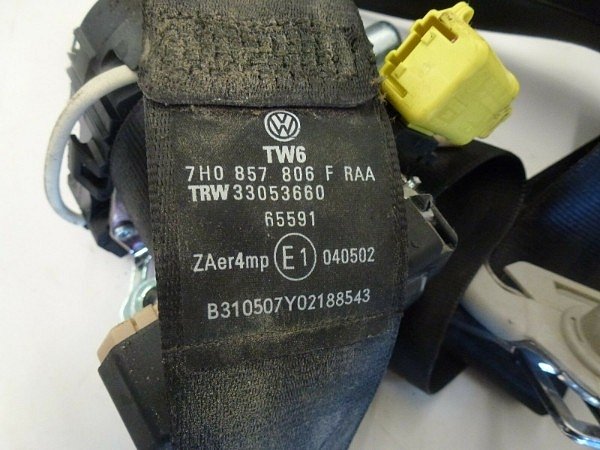 TW6
7H0 857 806 F RAA
TRW 33053660
65591
ZAer4mp E1 040502
B310507Y02188543